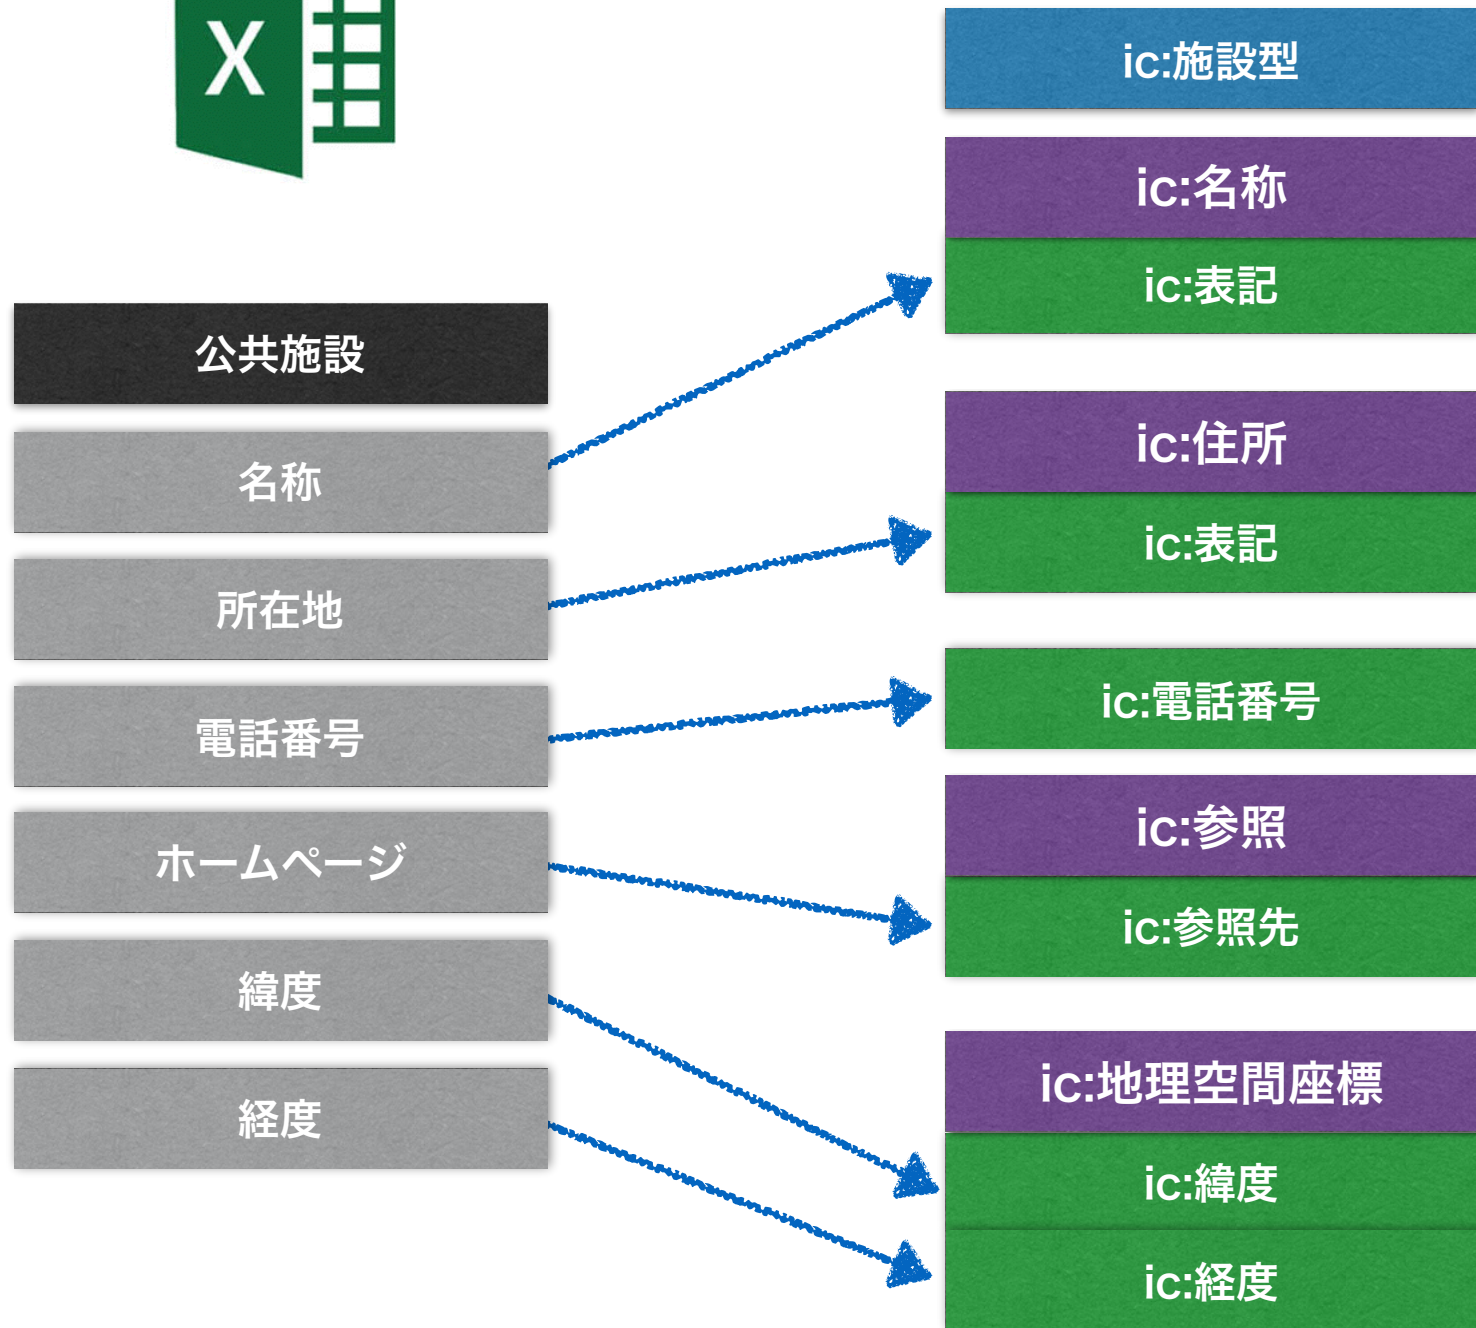 X
公共施設
名称
所在地
電話番号
ホームページ
緯度
経度
ic:施設型
ic:名称
ic:表記
ic:住所
ic:表記
ic:電話番号
ic:参照
ic:参照先
ic:地理空間座標
ic:緯度
ic:経度